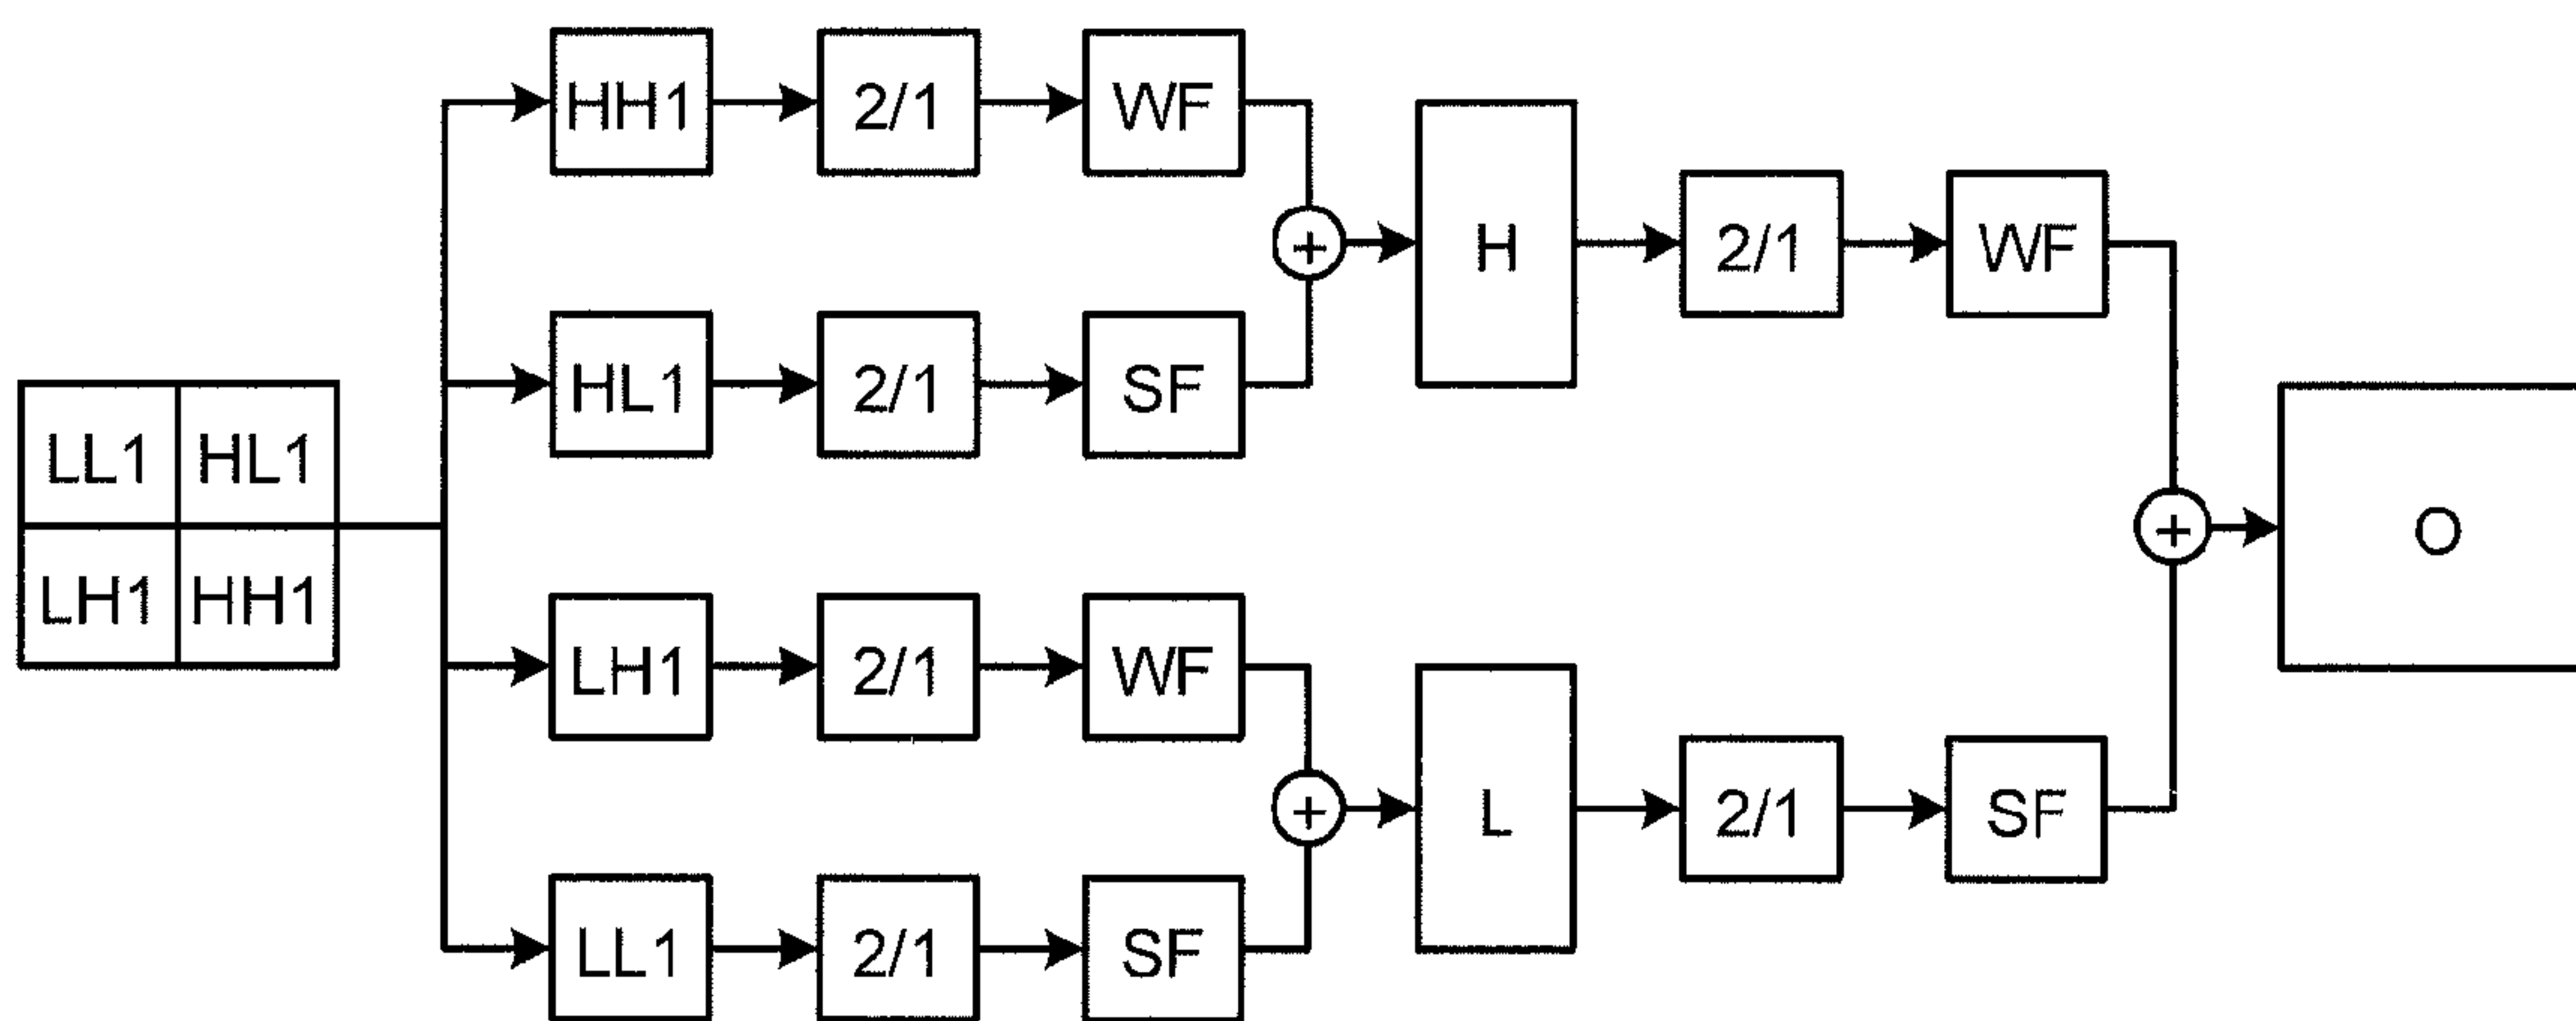 HH1 2/1 WF
H 2/1 WF
+
HL1 2/1 SF
LL1 HL1
LH1 HH1
+ O
LH1 2/1 WF
+
L 2/1 SF
LL1 2/1 SF